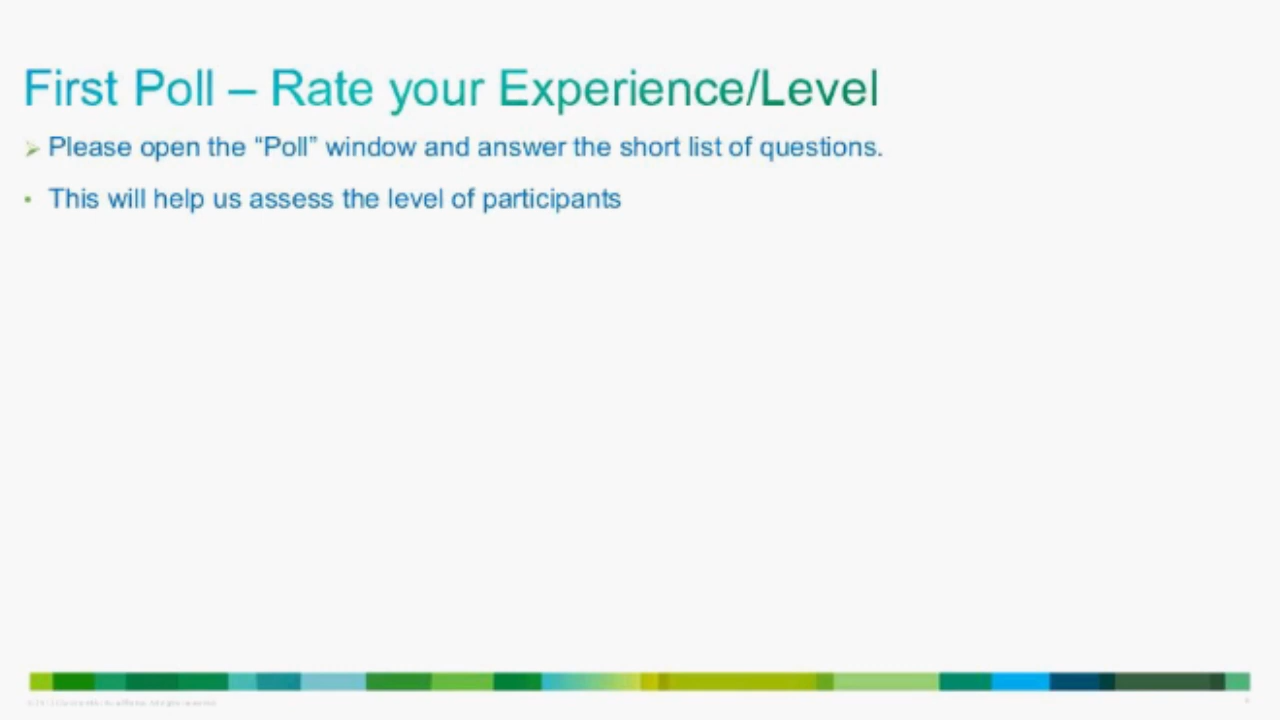 First Poll – Rate your Experience/Level
➢ Please open the “Poll” window and answer the short list of questions.
• This will help us assess the level of participants